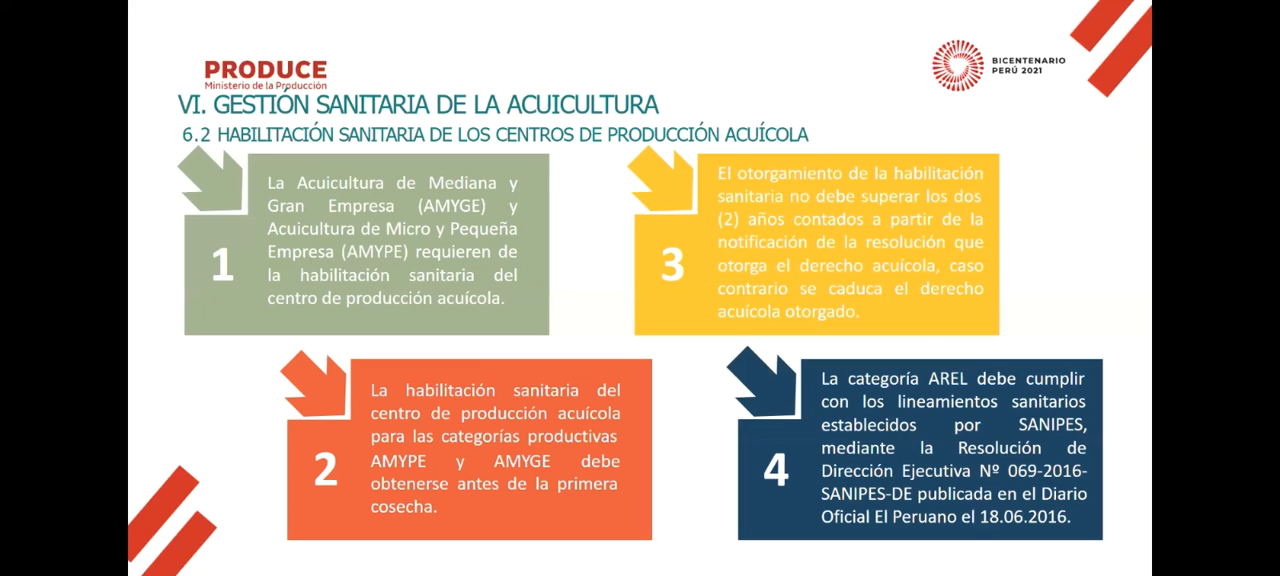 PRODUCE
Ministerio de la Producción
BICENTENARIO
PERÚ 2021
VI. GESTIÓN SANITARIA DE LA ACUICULTURA
6.2 HABILITACIÓN SANITARIA DE LOS CENTROS DE PRODUCCIÓN ACUÍCOLA
1
La Acuicultura de Mediana y
Gran Empresa (AMYGE) y
Acuicultura de Micro y Pequeña
Empresa (AMYPE) requieren de
la habilitación sanitaria del
centro de producción acuícola.
2
La habilitación sanitaria del
centro de producción acuícola
para las categorías productivas
AMYPE y AMYGE debe
obtenerse antes de la primera
cosecha.
3
El otorgamiento de la habilitación
sanitaria no debe superar los dos
(2) años contados a partir de la
notificación de la resolución que
otorga el derecho acuícola, caso
contrario se caduca el derecho
acuícola otorgado.
4
La categoría AREL debe cumplir
con los lineamientos sanitarios
establecidos por SANIPES,
mediante la Resolución de
Dirección Ejecutiva Nº 069-2016-
SANIPES-DE publicada en el Diario
Oficial El Peruano el 18.06.2016.